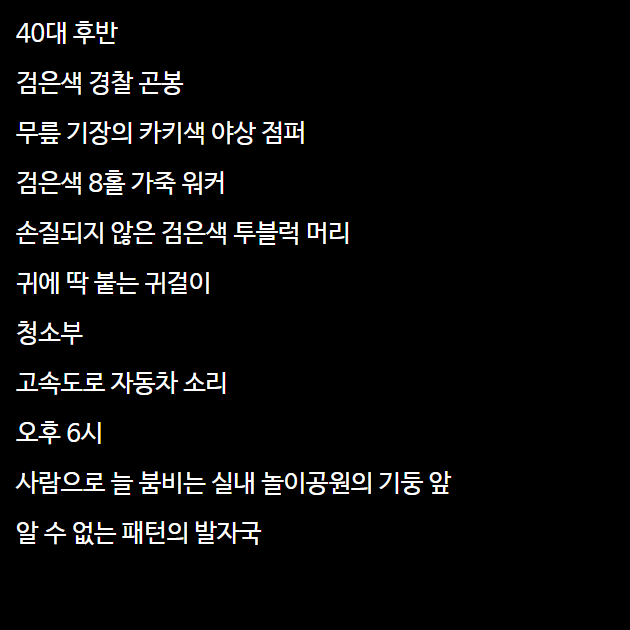 40대 후반
검은색 경찰 곤봉
무릎 기장의 카키색 야상 점퍼
검은색 8홀 가죽 워커
손질되지 않은 검은색 투블럭 머리
귀에 딱 붙는 귀걸이
청소부
고속도로 자동차 소리
오후 6시
사람으로 늘 붐비는 실내 놀이공원의 기둥 앞
알 수 없는 패턴의 발자국